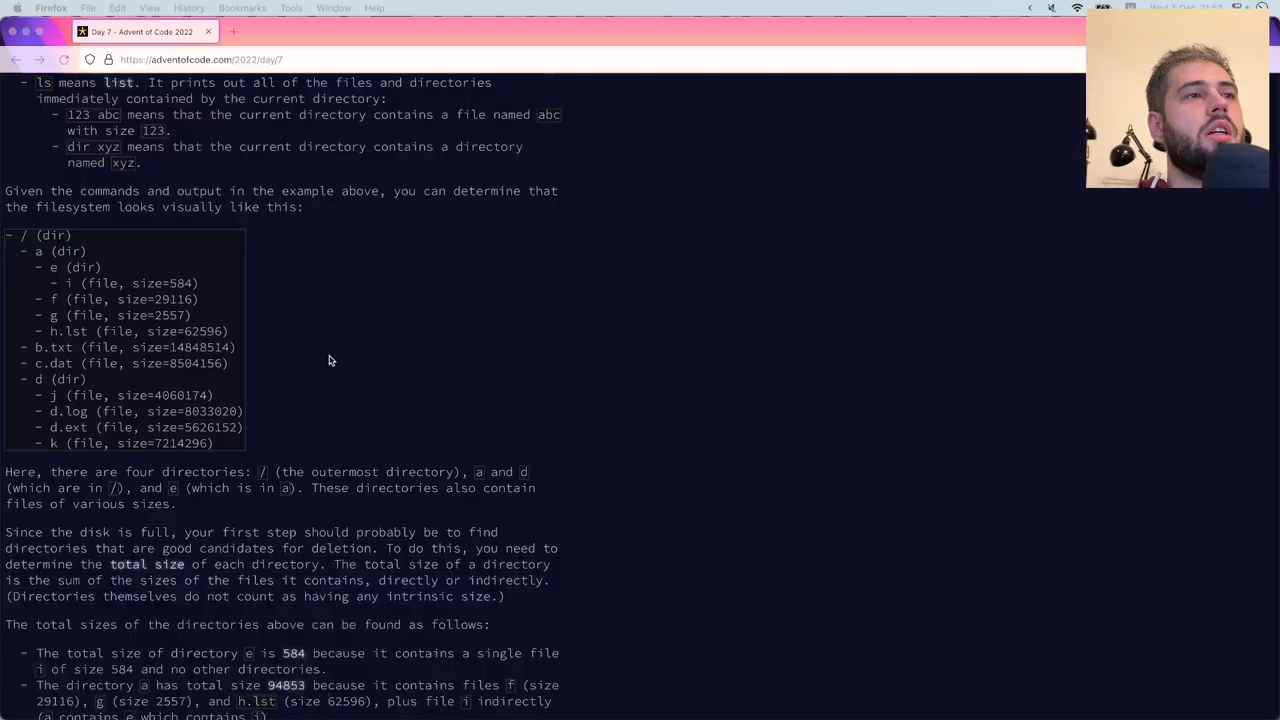 Firefox File Edit View History Bookmarks Tools Window Help Wed 7. Dec 21:52
Day 7 - Advent of Code 2022
https://adventofcode.com/2022/day/7
- ls means list. It prints out all of the files and directories
immediately contained by the current directory:
- 123 abc means that the current directory contains a file named abc
with size 123.
- dir xyz means that the current directory contains a directory
named xyz.
Given the commands and output in the example above, you can determine that
the filesystem looks visually like this:
- / (dir)
- a (dir)
- e (dir)
- i (file, size=584)
- f (file, size=29116)
- g (file, size=2557)
- h.lst (file, size=62596)
- b.txt (file, size=14848514)
- c.dat (file, size=8504156)
- d (dir)
- j (file, size=4060174)
- d.log (file, size=8033020)
- d.ext (file, size=5626152)
- k (file, size=7214296)
Here, there are four directories: / (the outermost directory), a and d
(which are in /), and e (which is in a). These directories also contain
files of various sizes.
Since the disk is full, your first step should probably be to find
directories that are good candidates for deletion. To do this, you need to
determine the total size of each directory. The total size of a directory
is the sum of the sizes of the files it contains, directly or indirectly.
(Directories themselves do not count as having any intrinsic size.)
The total sizes of the directories above can be found as follows:
- The total size of directory e is 584 because it contains a single file
i of size 584 and no other directories.
- The directory a has total size 94853 because it contains files f (size
29116), g (size 2557), and h.lst (size 62596), plus file i indirectly
(a contains e which contains i).